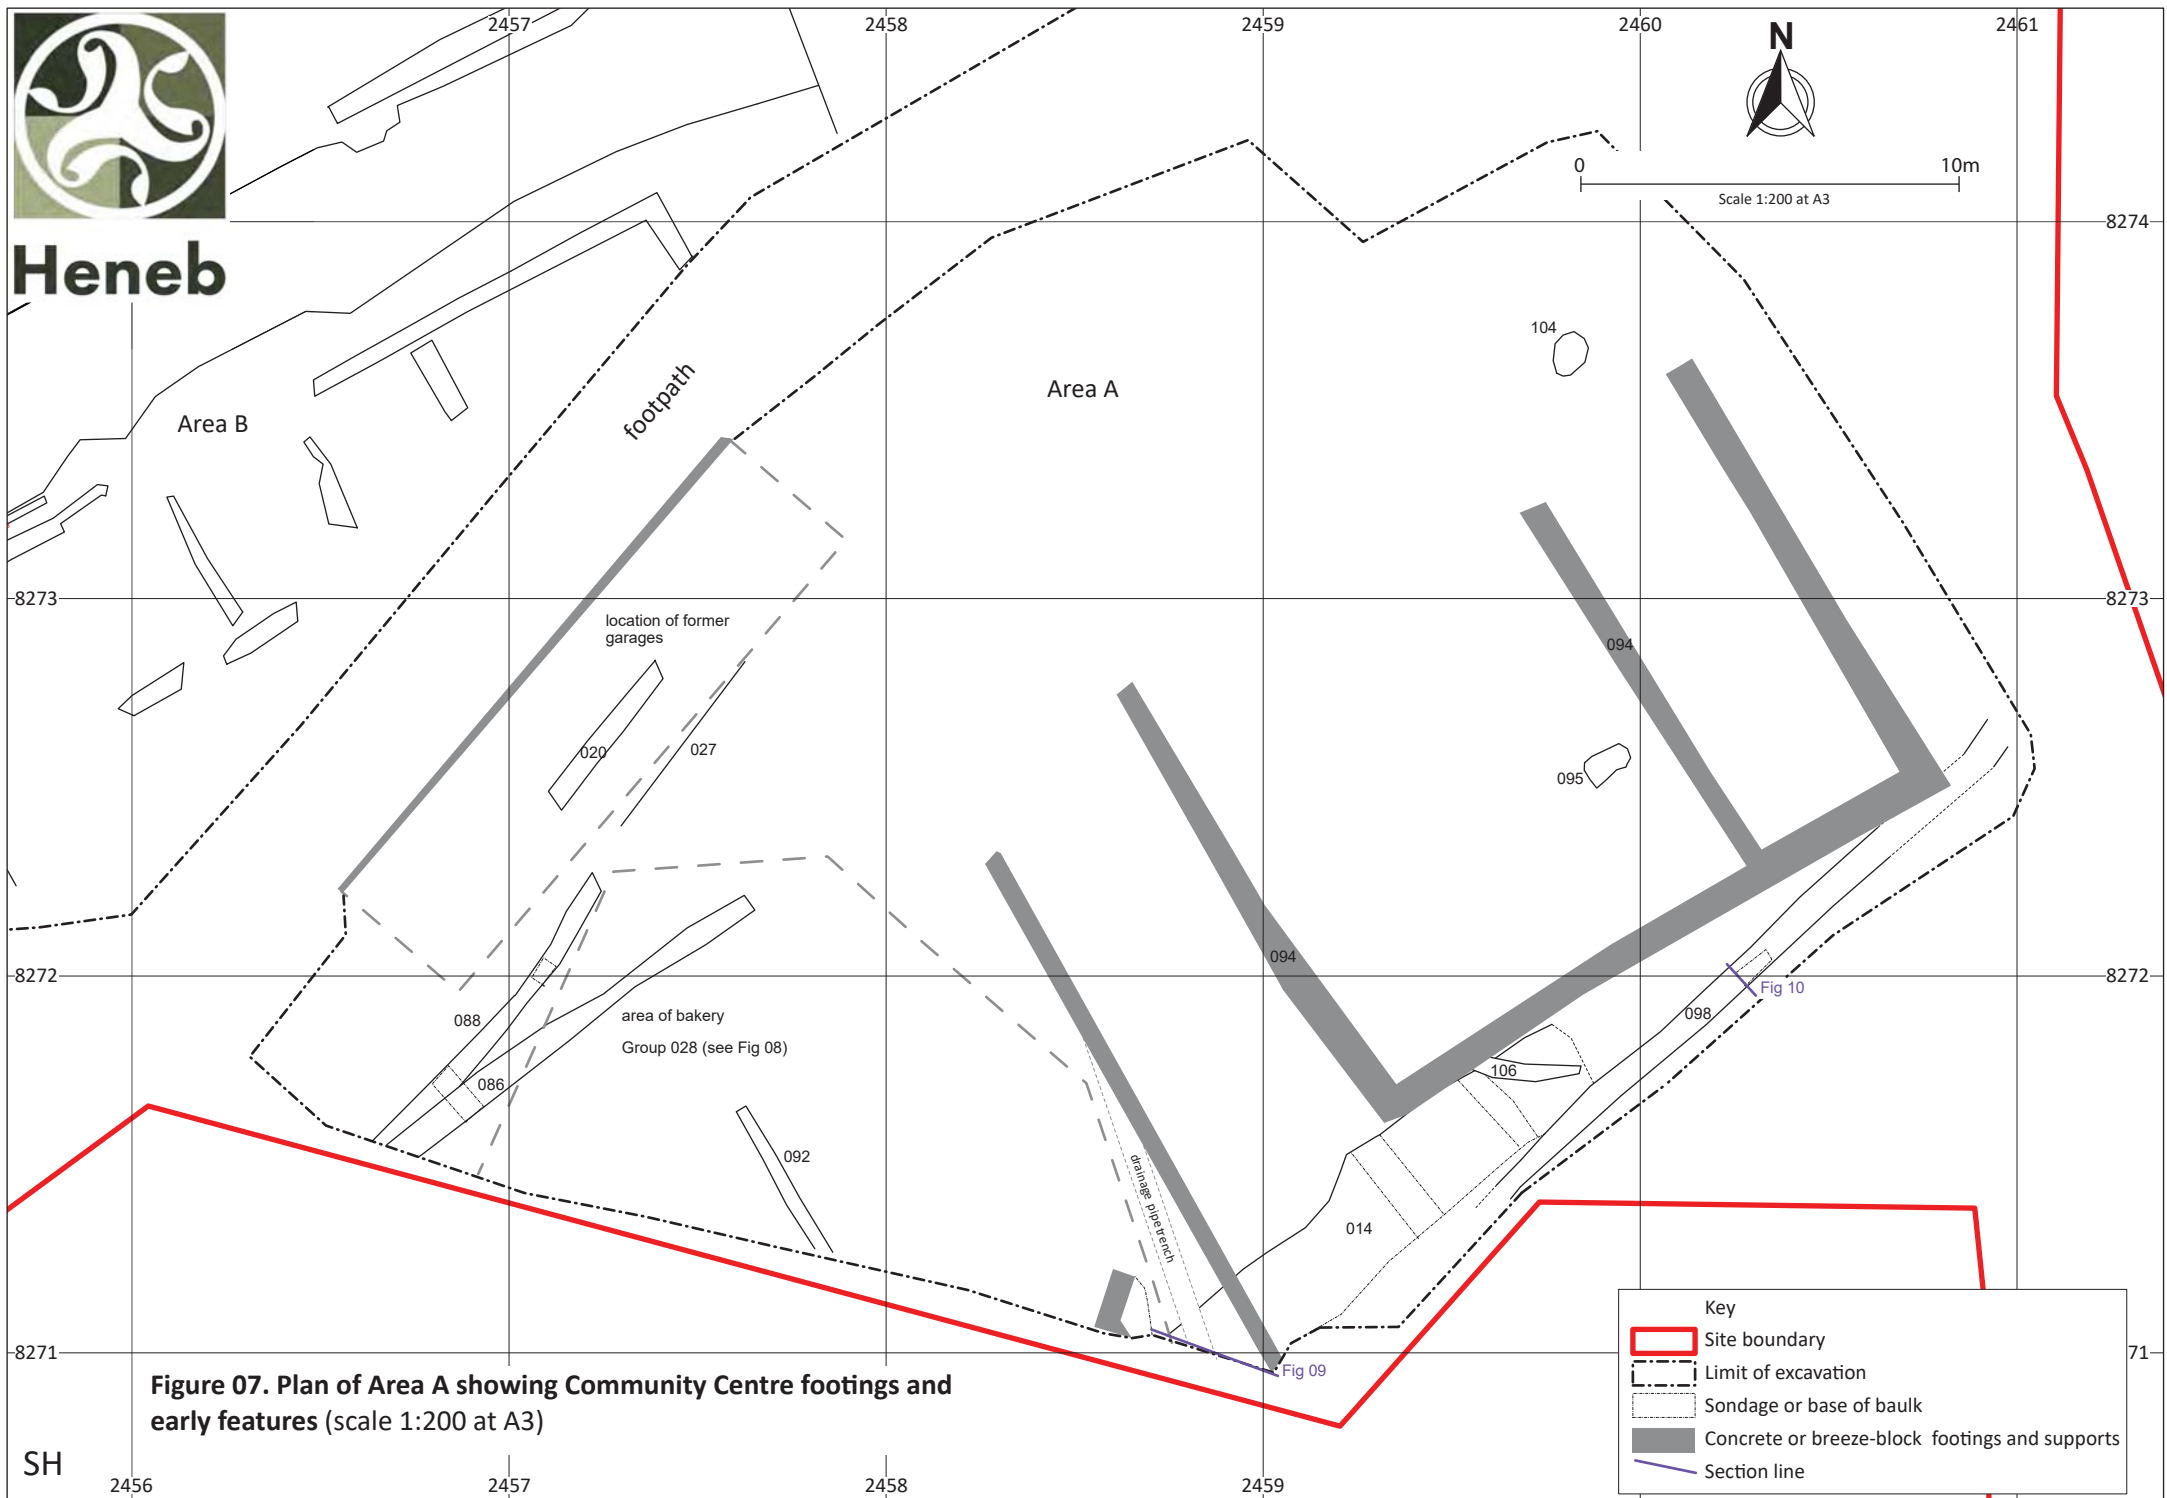 2457
2458
2459
2460
2461
N
0
10m
Scale 1:200 at A3
8274
8274
Heneb
104
footpath
Area A
Area B
8273
8273
location of former
garages
094
020
027
095
094
8272
8272
Fig 10
088
098
area of bakery
Group 028 (see Fig 08)
106
086
092
drainage pipetrench
014
8271
71
Fig 09
Key
Site boundary
Limit of excavation
Sondage or base of baulk
Concrete or breeze-block footings and supports
Section line
Figure 07. Plan of Area A showing Community Centre footings and
early features (scale 1:200 at A3)
SH
2456
2457
2458
2459